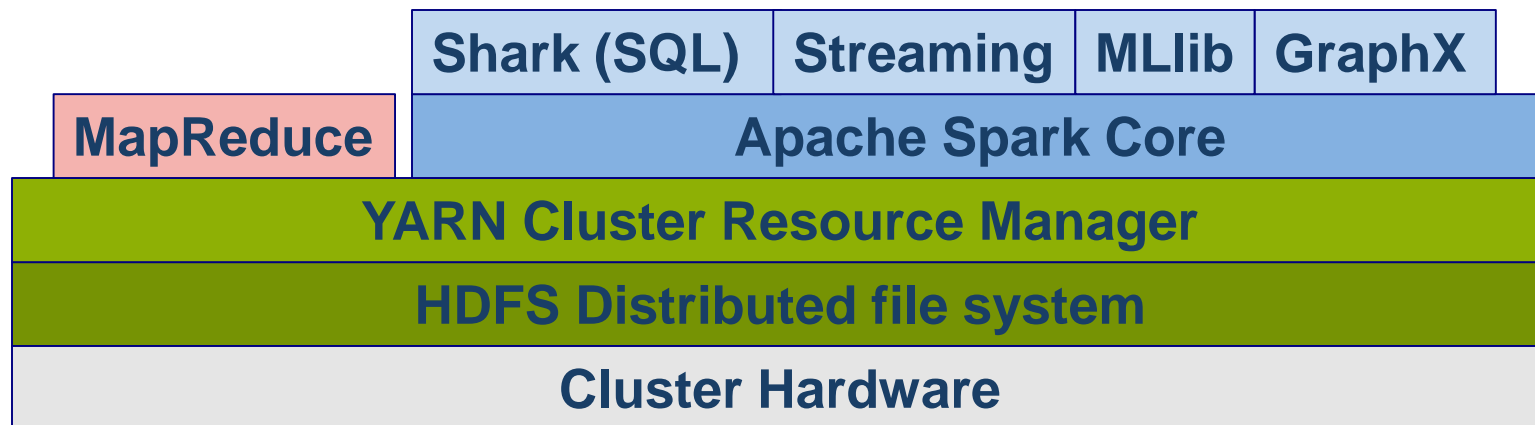 Shark (SQL) Streaming MLlib GraphX
MapReduce Apache Spark Core
YARN Cluster Resource Manager
HDFS Distributed file system
Cluster Hardware